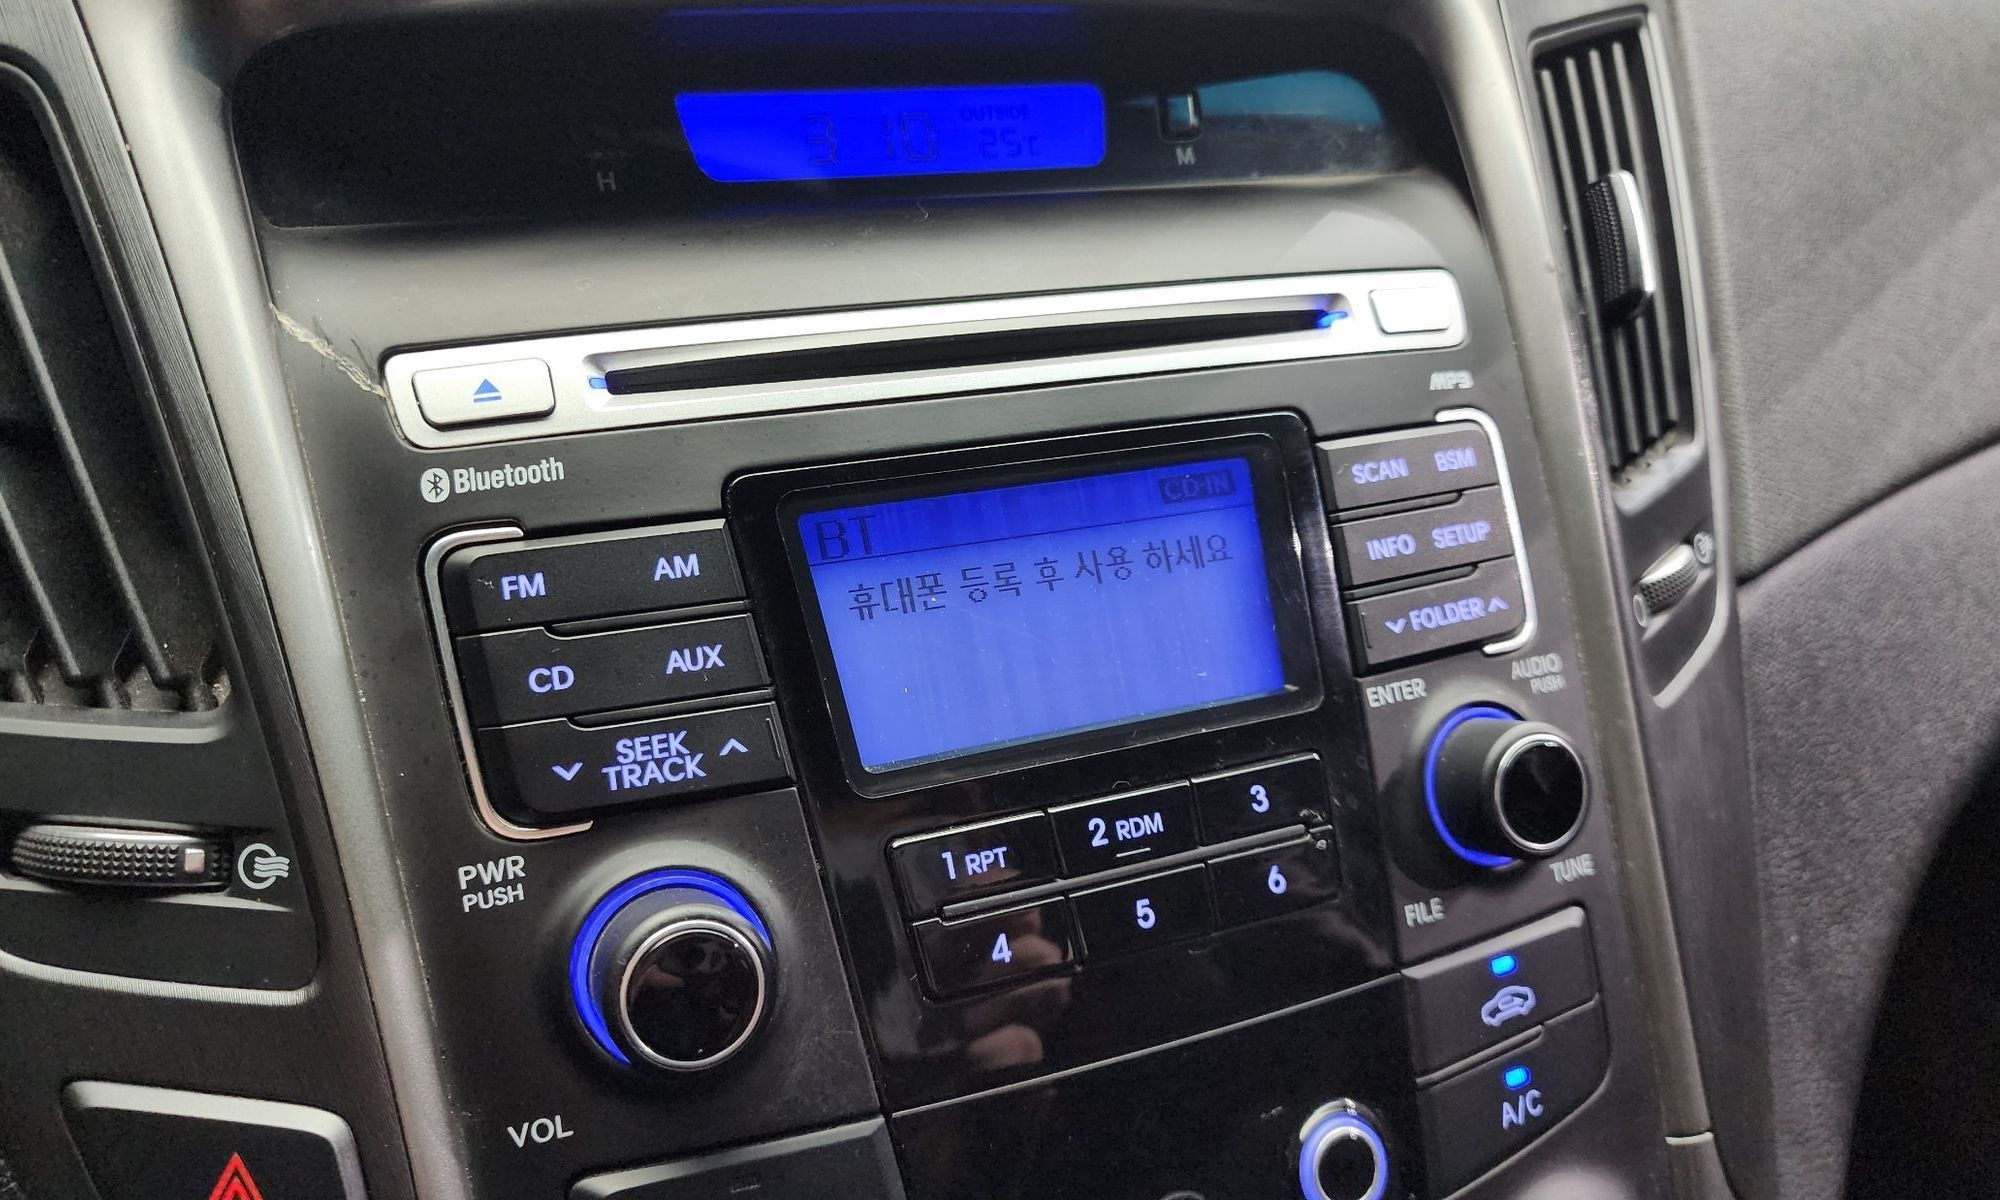 3 10 OUTSIDE 25°C
H
M
MP3
Bluetooth
BT CD-IN
휴대폰 등록 후 사용 하세요
FM AM
CD AUX
SEEK
TRACK
SCAN BSM
INFO SETUP
FOLDER
ENTER
AUDIO
PUSH
1 RPT 2 RDM 3
4 5 6
PWR
PUSH
VOL
TUNE
FILE
A/C